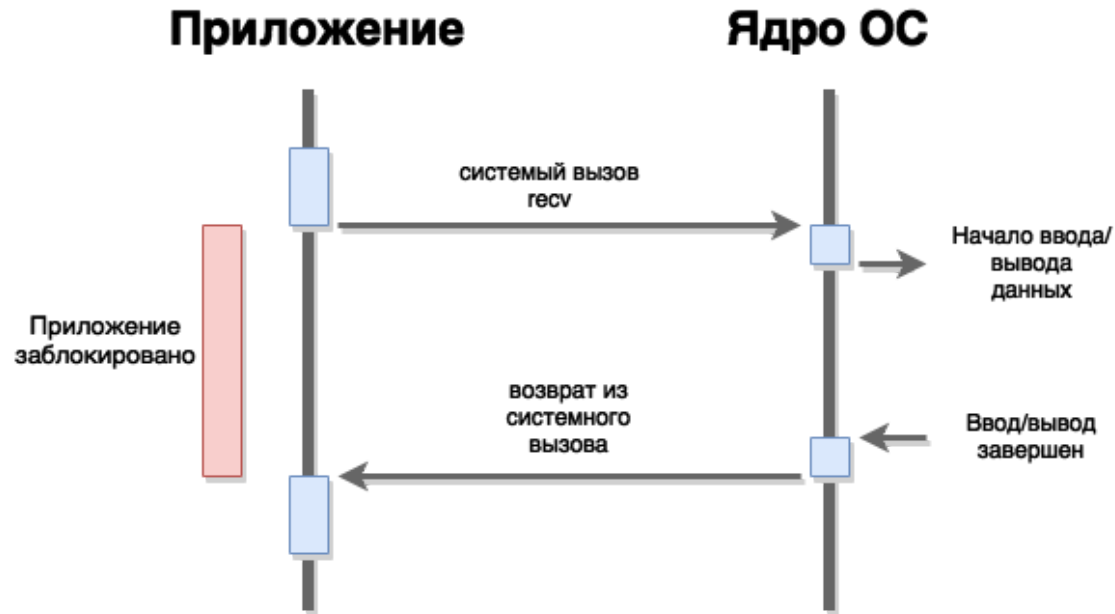 Приложение
Ядро ОС
системый вызов
recv
Начало ввода/
вывода
данных
Приложение
заблокировано
возврат из
системного
вызова
Ввод/вывод
завершен